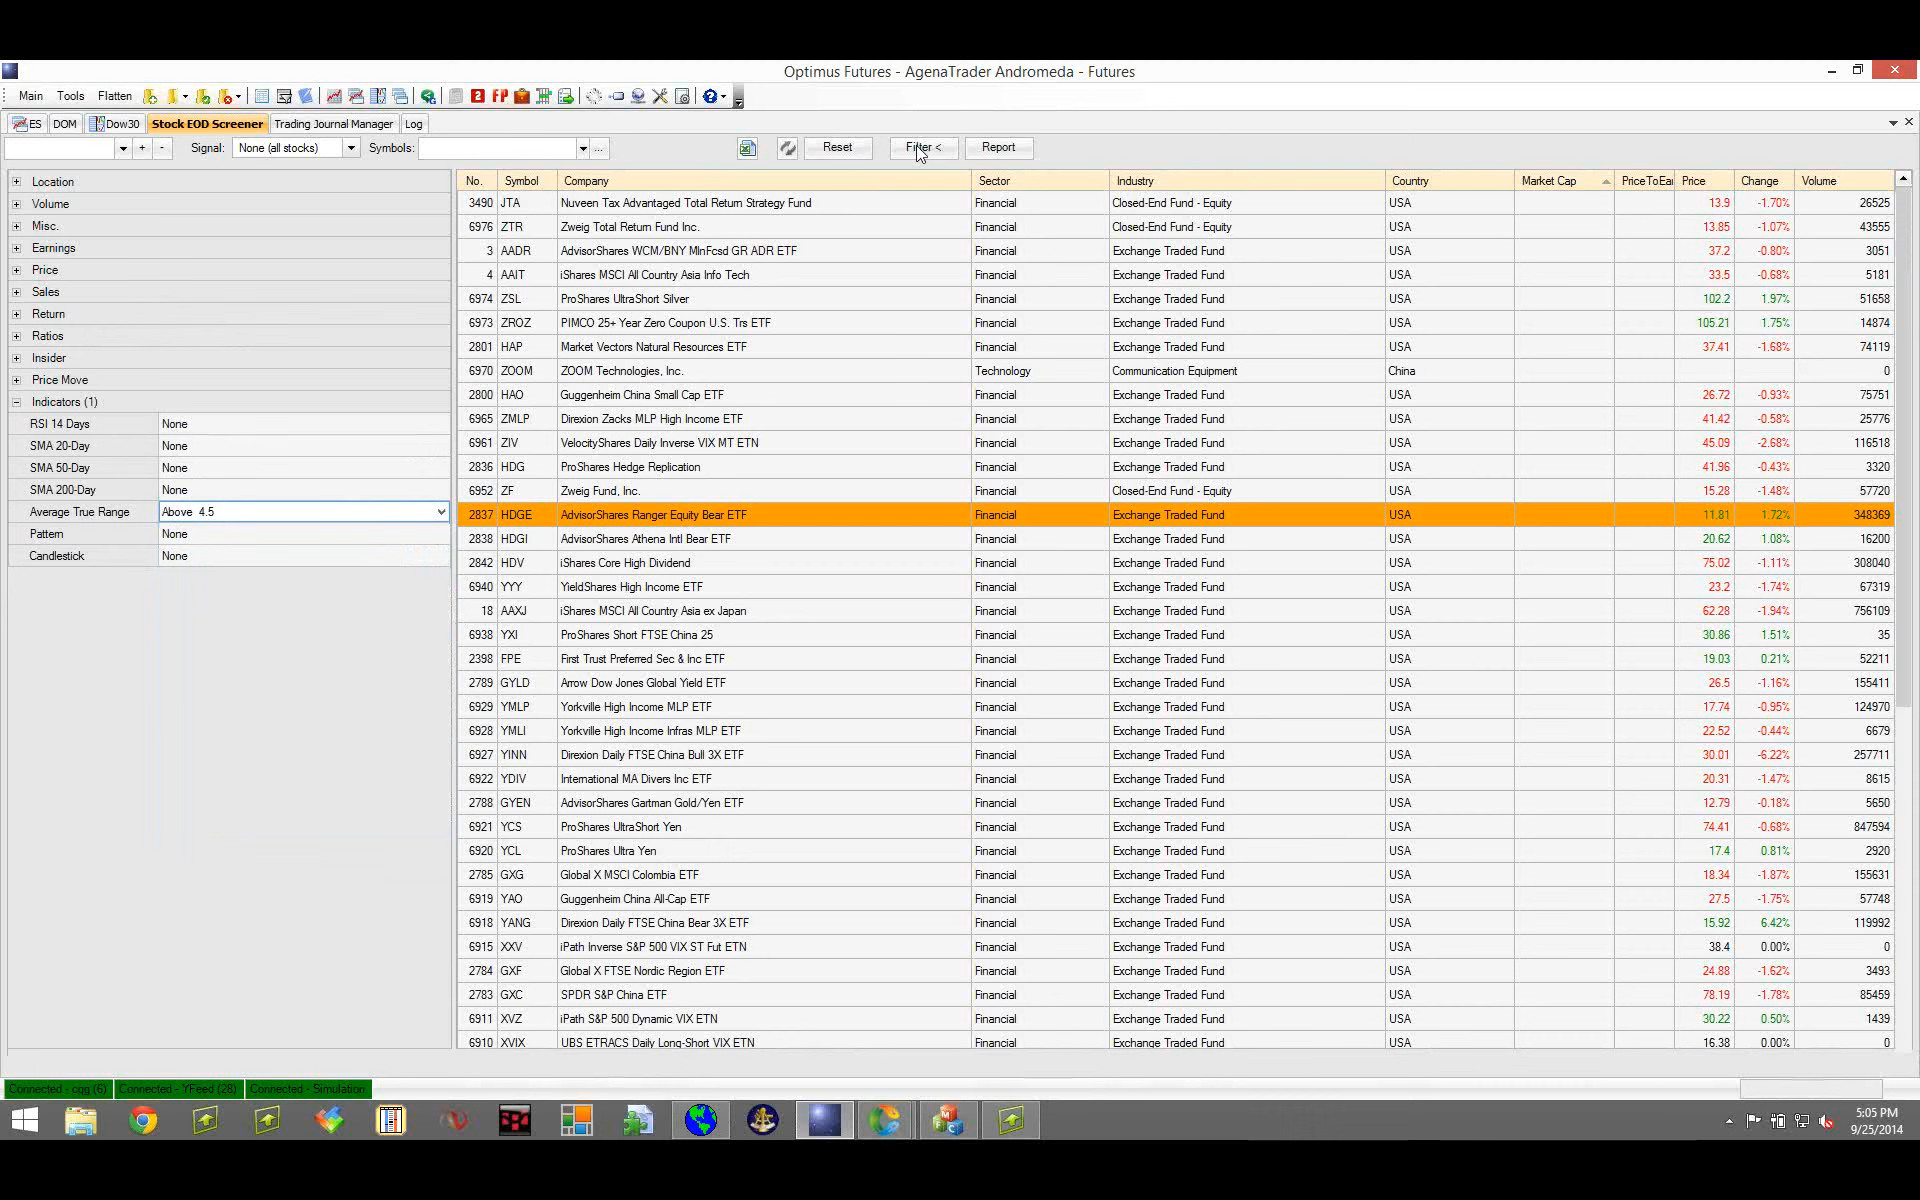 Optimus Futures - AgenaTrader Andromeda - Futures
Main Tools Flatten
ES DOM Dow30 Stock EOD Screener Trading Journal Manager Log
+ - Signal: None (all stocks) Symbols: ... Reset Filter < Report
Location
Volume
Misc.
Earnings
Price
Sales
Return
Ratios
Insider
Price Move
Indicators (1)
RSI 14 Days None
SMA 20-Day None
SMA 50-Day None
SMA 200-Day None
Average True Range Above 4.5
Pattern None
Candlestick None
No. Symbol Company Sector Industry Country Market Cap PriceToEar Price Change Volume
3490 JTA Nuveen Tax Advantaged Total Return Strategy Fund Financial Closed-End Fund - Equity USA 13.9 -1.70% 26525
6976 ZTR Zweig Total Return Fund Inc. Financial Closed-End Fund - Equity USA 13.85 -1.07% 43555
3 AADR AdvisorShares WCM/BNY MlnFcsd GR ADR ETF Financial Exchange Traded Fund USA 37.2 -0.80% 3051
4 AAIT iShares MSCI All Country Asia Info Tech Financial Exchange Traded Fund USA 33.5 -0.68% 5181
6974 ZSL ProShares UltraShort Silver Financial Exchange Traded Fund USA 102.2 1.97% 51658
6973 ZROZ PIMCO 25+ Year Zero Coupon U.S. Trs ETF Financial Exchange Traded Fund USA 105.21 1.75% 14874
2801 HAP Market Vectors Natural Resources ETF Financial Exchange Traded Fund USA 37.41 -1.68% 74119
6970 ZOOM ZOOM Technologies, Inc. Technology Communication Equipment China 0
2800 HAO Guggenheim China Small Cap ETF Financial Exchange Traded Fund USA 26.72 -0.93% 75751
6965 ZMLP Direxion Zacks MLP High Income ETF Financial Exchange Traded Fund USA 41.42 -0.58% 25776
6961 ZIV VelocityShares Daily Inverse VIX MT ETN Financial Exchange Traded Fund USA 45.09 -2.68% 116518
2836 HDG ProShares Hedge Replication Financial Exchange Traded Fund USA 41.96 -0.43% 3320
6952 ZF Zweig Fund, Inc. Financial Closed-End Fund - Equity USA 15.28 -1.48% 57720
2837 HDGE AdvisorShares Ranger Equity Bear ETF Financial Exchange Traded Fund USA 11.81 1.72% 348369
2838 HDGI AdvisorShares Athena Intl Bear ETF Financial Exchange Traded Fund USA 20.62 1.08% 16200
2842 HDV iShares Core High Dividend Financial Exchange Traded Fund USA 75.02 -1.11% 308040
6940 YYY YieldShares High Income ETF Financial Exchange Traded Fund USA 23.2 -1.74% 67319
18 AAXJ iShares MSCI All Country Asia ex Japan Financial Exchange Traded Fund USA 62.28 -1.94% 756109
6938 YXI ProShares Short FTSE China 25 Financial Exchange Traded Fund USA 30.86 1.51% 35
2398 FPE First Trust Preferred Sec & Inc ETF Financial Exchange Traded Fund USA 19.03 0.21% 52211
2789 GYLD Arrow Dow Jones Global Yield ETF Financial Exchange Traded Fund USA 26.5 -1.16% 155411
6929 YMLP Yorkville High Income MLP ETF Financial Exchange Traded Fund USA 17.74 -0.95% 124970
6928 YMLI Yorkville High Income Infras MLP ETF Financial Exchange Traded Fund USA 22.52 -0.44% 6679
6927 YINN Direxion Daily FTSE China Bull 3X ETF Financial Exchange Traded Fund USA 30.01 -6.22% 257711
6922 YDIV International MA Divers Inc ETF Financial Exchange Traded Fund USA 20.31 -1.47% 8615
2788 GYEN AdvisorShares Gartman Gold/Yen ETF Financial Exchange Traded Fund USA 12.79 -0.18% 5650
6921 YCS ProShares UltraShort Yen Financial Exchange Traded Fund USA 74.41 -0.68% 847594
6920 YCL ProShares Ultra Yen Financial Exchange Traded Fund USA 17.4 0.81% 2920
2785 GXG Global X MSCI Colombia ETF Financial Exchange Traded Fund USA 18.34 -1.87% 155631
6919 YAO Guggenheim China All-Cap ETF Financial Exchange Traded Fund USA 27.5 -1.75% 57748
6918 YANG Direxion Daily FTSE China Bear 3X ETF Financial Exchange Traded Fund USA 15.92 6.42% 119992
6915 XXV iPath Inverse S&P 500 VIX ST Fut ETN Financial Exchange Traded Fund USA 38.4 0.00% 0
2784 GXF Global X FTSE Nordic Region ETF Financial Exchange Traded Fund USA 24.88 -1.62% 3493
2783 GXC SPDR S&P China ETF Financial Exchange Traded Fund USA 78.19 -1.78% 85459
6911 XVZ iPath S&P 500 Dynamic VIX ETN Financial Exchange Traded Fund USA 30.22 0.50% 1439
6910 XVIX UBS ETRACS Daily Long-Short VIX ETN Financial Exchange Traded Fund USA 16.38 0.00% 0
Connected - cqg (6) Connected - YFeed (28) Connected - Simulation
5:05 PM
9/25/2014